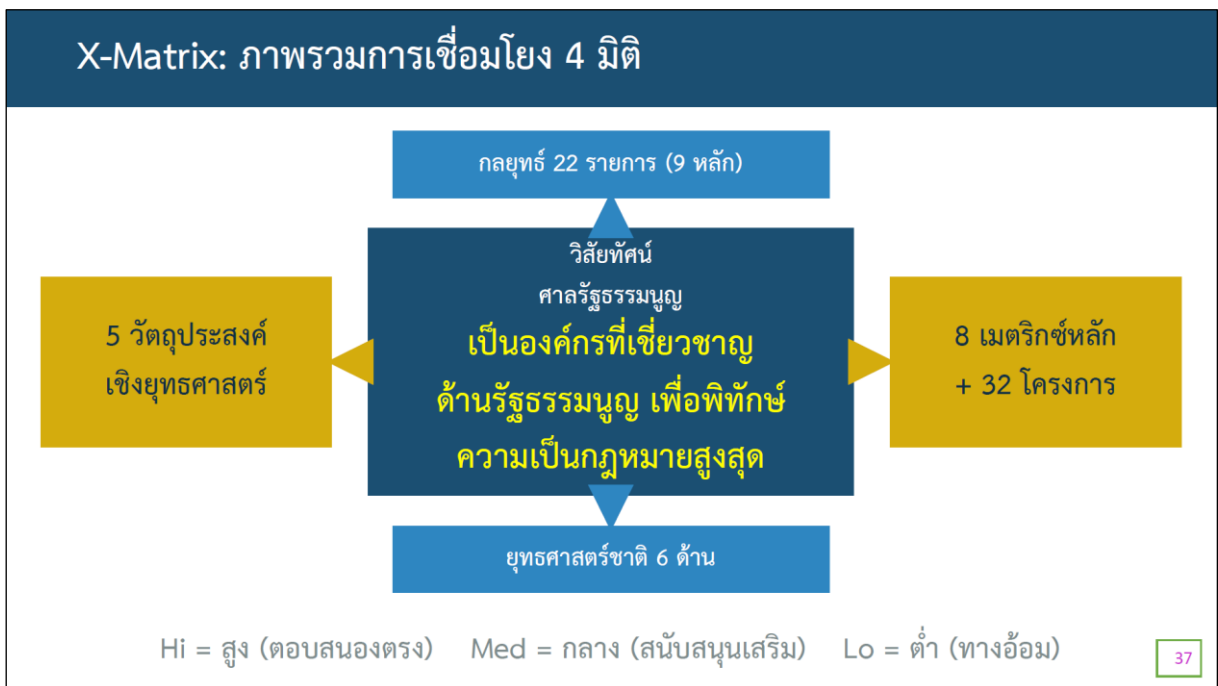 X-Matrix: ภาพรวมการเชื่อมโยง 4 มิติ
กลยุทธ์ 22 รายการ (9 หลัก)
วิสัยทัศน์
ศาลรัฐธรรมนูญ
เป็นองค์กรที่เชี่ยวชาญ
ด้านรัฐธรรมนูญ เพื่อพิทักษ์
ความเป็นกฎหมายสูงสุด
5 วัตถุประสงค์
เชิงยุทธศาสตร์
8 เมตริกซ์หลัก
+ 32 โครงการ
ยุทธศาสตร์ชาติ 6 ด้าน
Hi = สูง (ตอบสนองตรง) Med = กลาง (สนับสนุนเสริม) Lo = ต่ำ (ทางอ้อม)
37